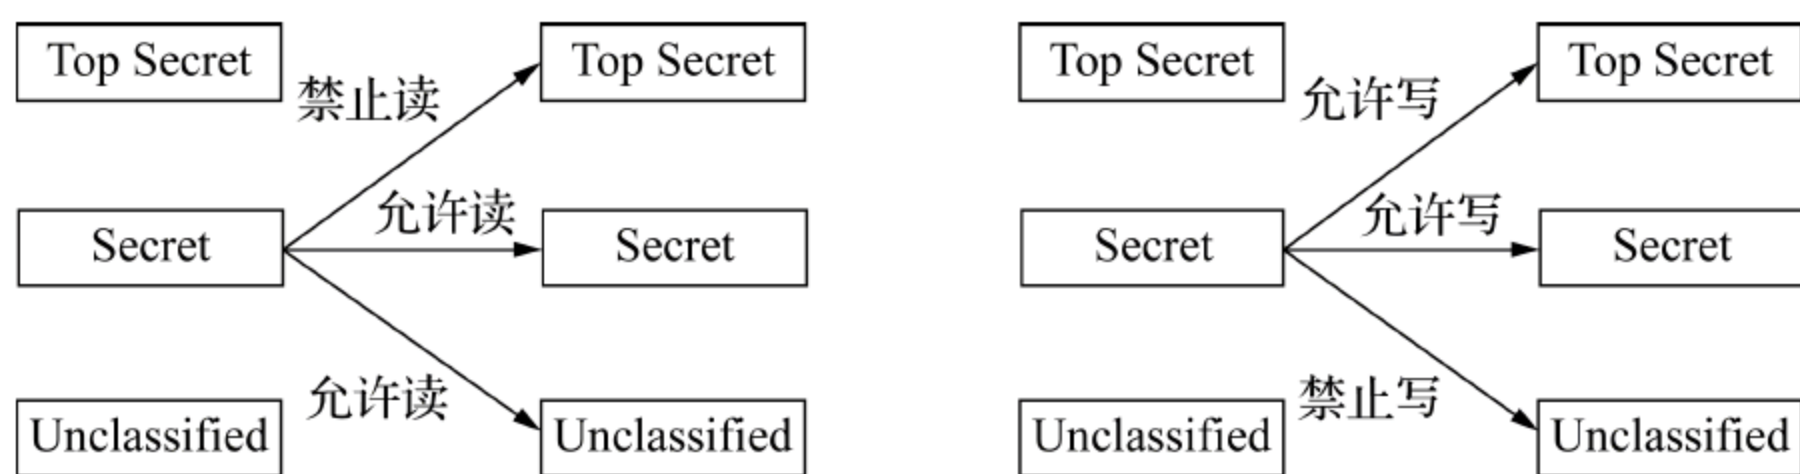 Top Secret
禁止读
Top Secret
允许读
Secret
Secret
允许读
Unclassified
Unclassified
Top Secret
允许写
Top Secret
允许写
Secret
Secret
禁止写
Unclassified
Unclassified